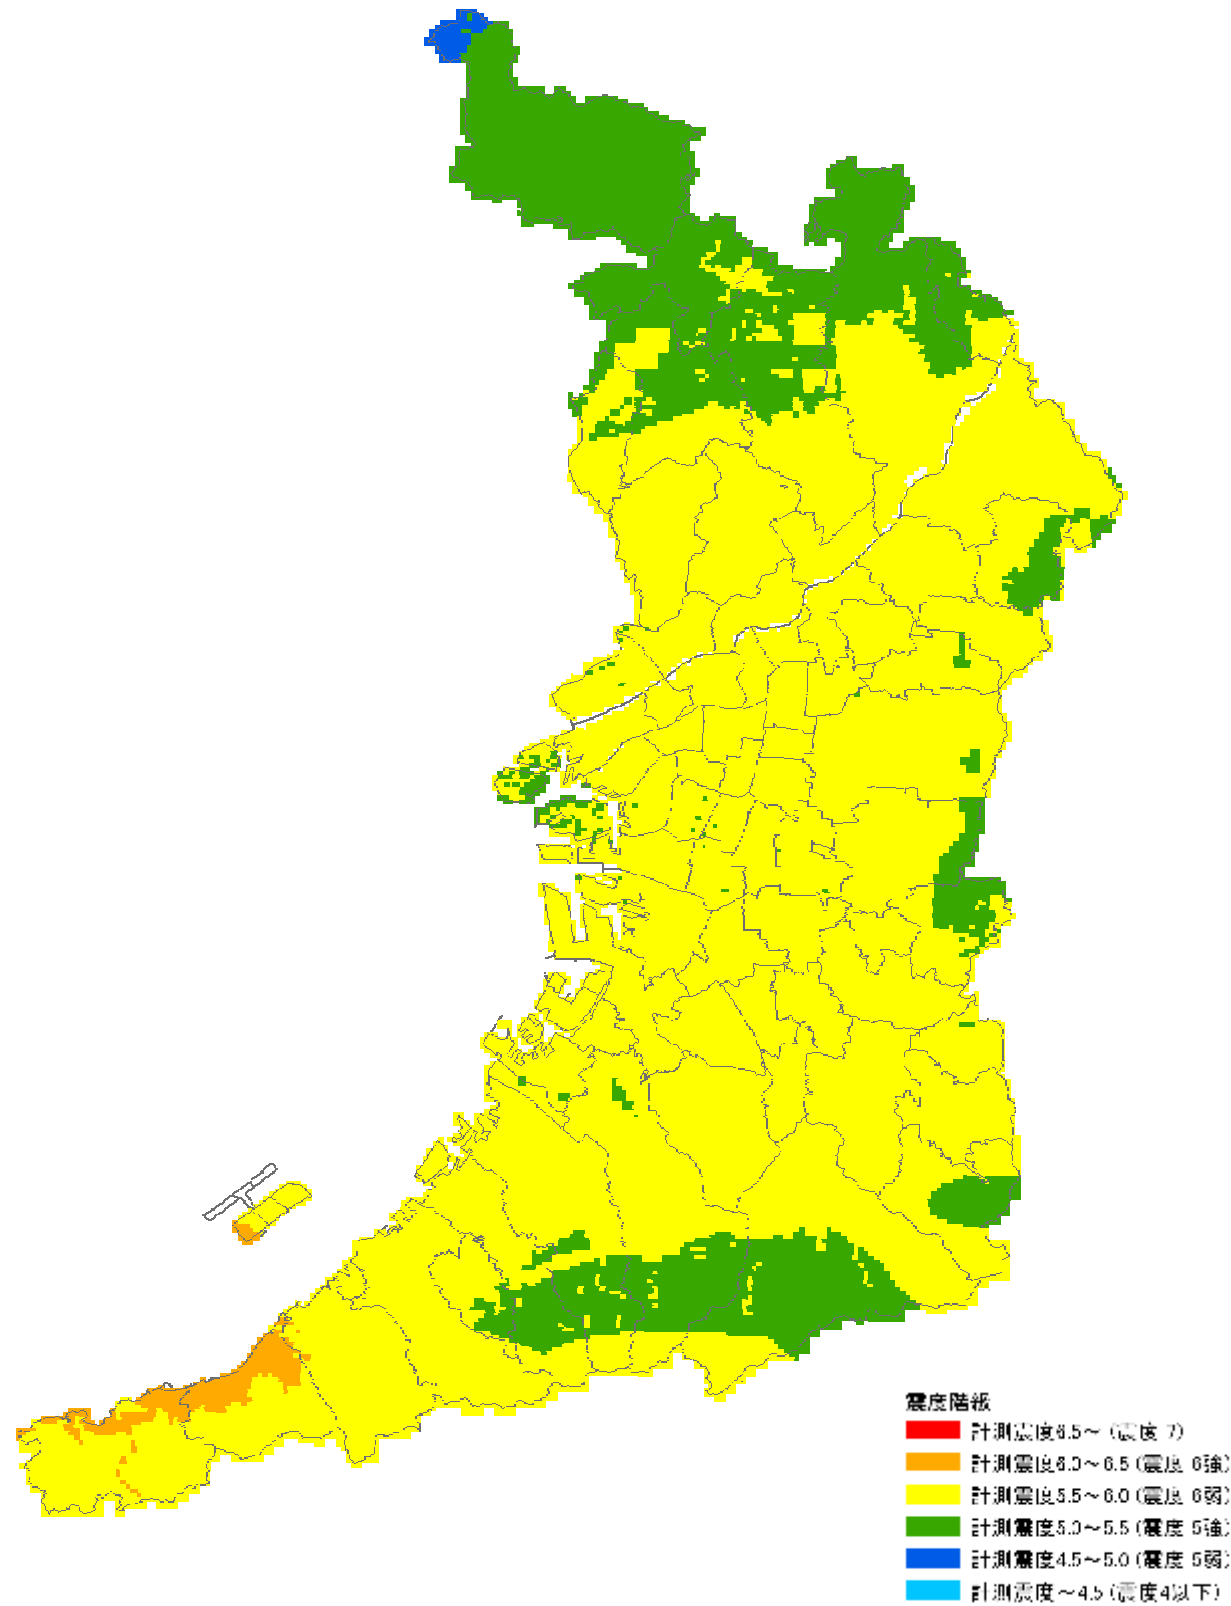 震度階級
計測震度6.5～ (震度 7)
計測震度6.0～6.5 (震度 6強)
計測震度5.5～6.0 (震度 6弱)
計測震度5.0～5.5 (震度 5強)
計測震度4.5～5.0 (震度 5弱)
計測震度～4.5 (震度4以下)